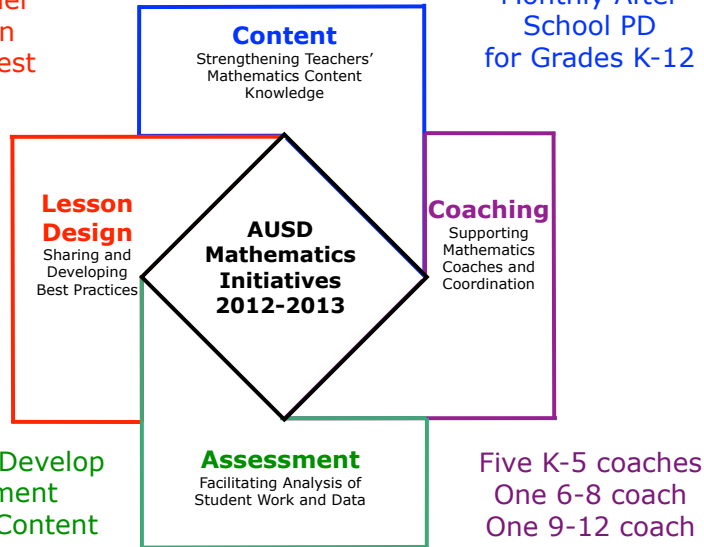 Content
Strengthening Teachers'
Mathematics Content
Knowledge
School PD
for Grades K-12
Lesson
Design
Sharing and
Developing
Best Practices
AUSD
Mathematics
Initiatives
2012-2013
Coaching
Supporting
Mathematics
Coaches and
Coordination
Develop
Content
Assessment
Facilitating Analysis of
Student Work and Data
Five K-5 coaches
One 6-8 coach
One 9-12 coach